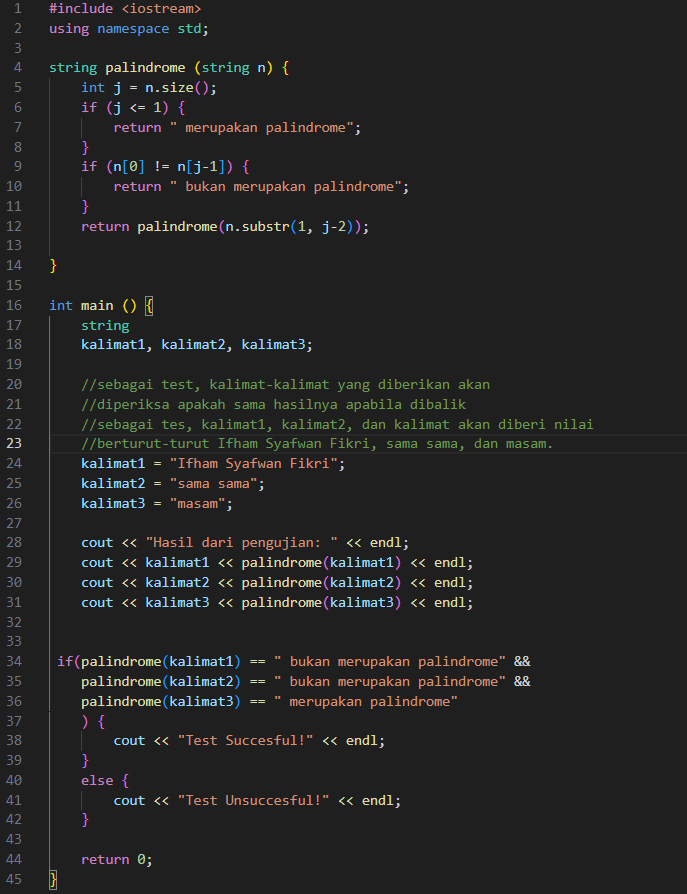 1 #include <iostream>
2 using namespace std;
3
4 string palindrome (string n) {
5     int j = n.size();
6     if (j <= 1) {
7         return " merupakan palindrome";
8     }
9     if (n[0] != n[j-1]) {
10         return " bukan merupakan palindrome";
11     }
12     return palindrome(n.substr(1, j-2));
13
14 }
15
16 int main () {
17     string
18     kalimat1, kalimat2, kalimat3;
19
20     //sebagai test, kalimat-kalimat yang diberikan akan
21     //diperiksa apakah sama hasilnya apabila dibalik
22     //sebagai tes, kalimat1, kalimat2, dan kalimat akan diberi nilai
23     //berturut-turut Ifham Syafwan Fikri, sama sama, dan masam.
24     kalimat1 = "Ifham Syafwan Fikri";
25     kalimat2 = "sama sama";
26     kalimat3 = "masam";
27
28     cout << "Hasil dari pengujian: " << endl;
29     cout << kalimat1 << palindrome(kalimat1) << endl;
30     cout << kalimat2 << palindrome(kalimat2) << endl;
31     cout << kalimat3 << palindrome(kalimat3) << endl;
32
33
34  if(palindrome(kalimat1) == " bukan merupakan palindrome" &&
35     palindrome(kalimat2) == " bukan merupakan palindrome" &&
36     palindrome(kalimat3) == " merupakan palindrome"
37     ) {
38         cout << "Test Succesful!" << endl;
39     }
40     else {
41         cout << "Test Unsuccesful!" << endl;
42     }
43
44     return 0;
45 }